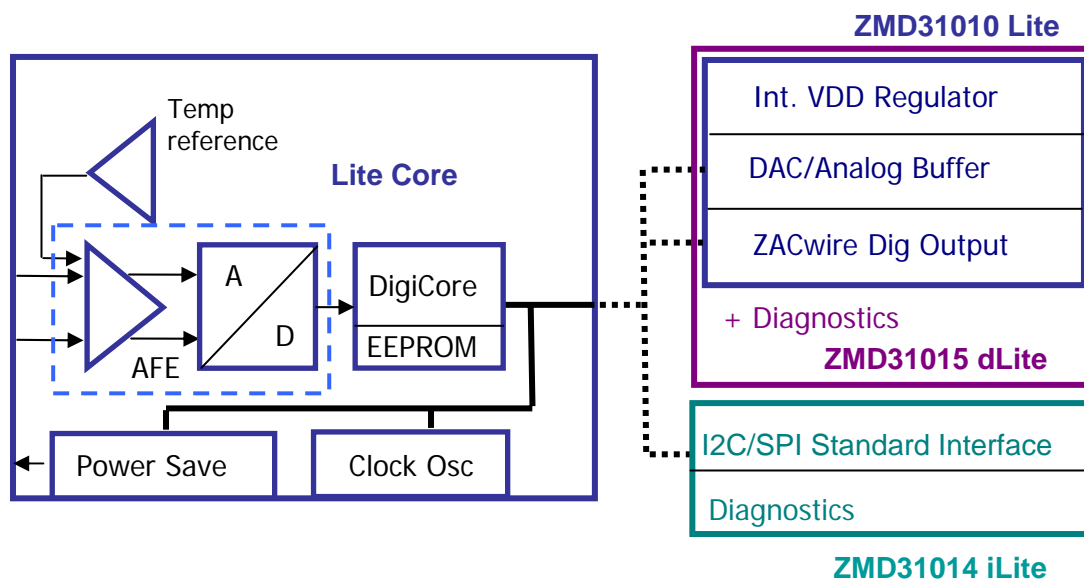 ZMD31010 Lite
Temp
reference
Lite Core
Int. VDD Regulator
DAC/Analog Buffer
ZACwire Dig Output
A
D
AFE
DigiCore
EEPROM
+ Diagnostics
ZMD31015 dLite
Power Save
Clock Osc
I2C/SPI Standard Interface
Diagnostics
ZMD31014 iLite